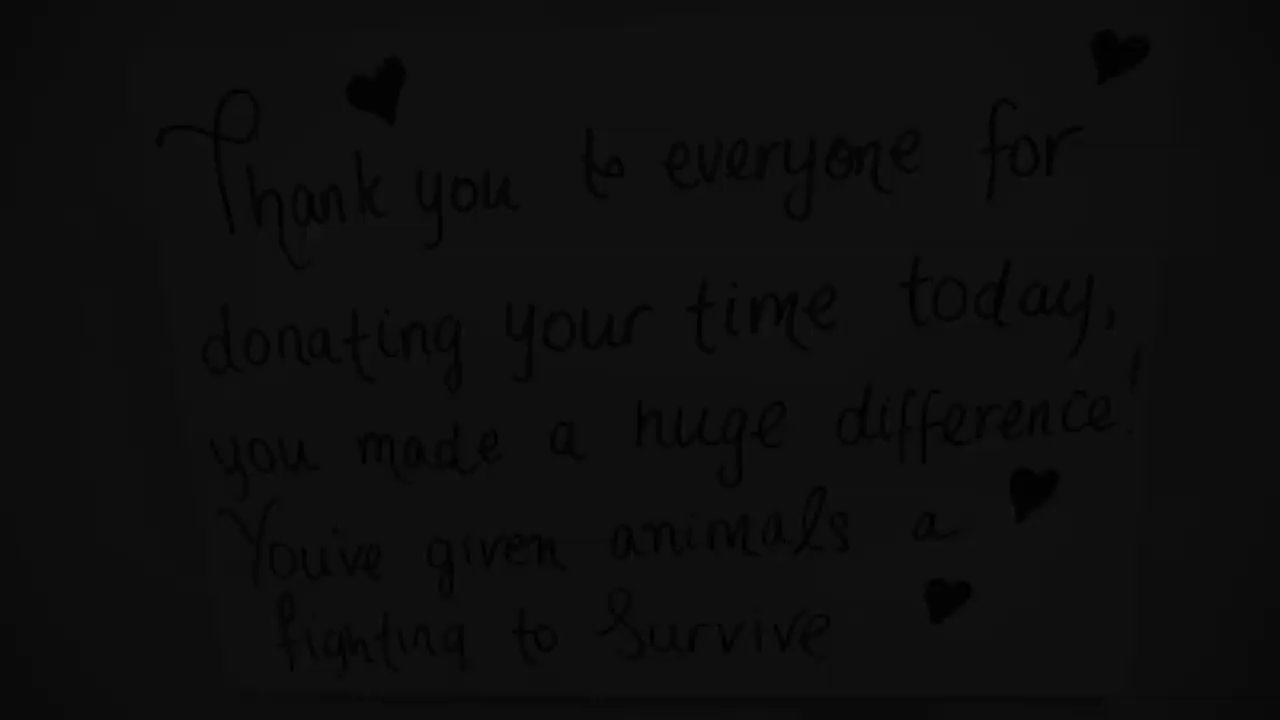 Thank you to everyone for
donating your time today,
you made a huge difference!
You've given animals a
fighting to Survive